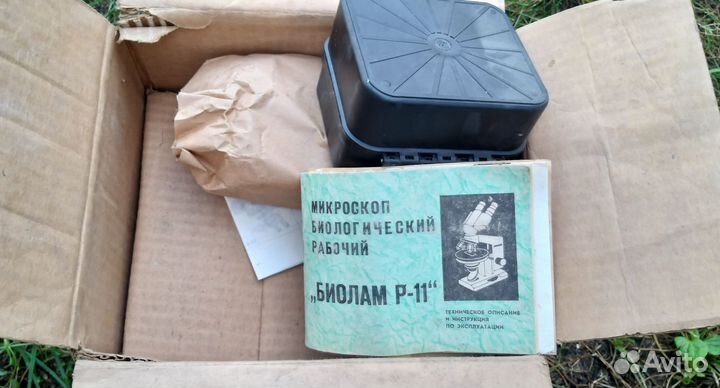 МИКРОСКОП
БИОЛОГИЧЕСКИЙ
РАБОЧИЙ
„БИОЛАМ Р-11“
ТЕХНИЧЕСКОЕ ОПИСАНИЕ
И ИНСТРУКЦИЯ
ПО ЭКСПЛУАТАЦИИ
Avito